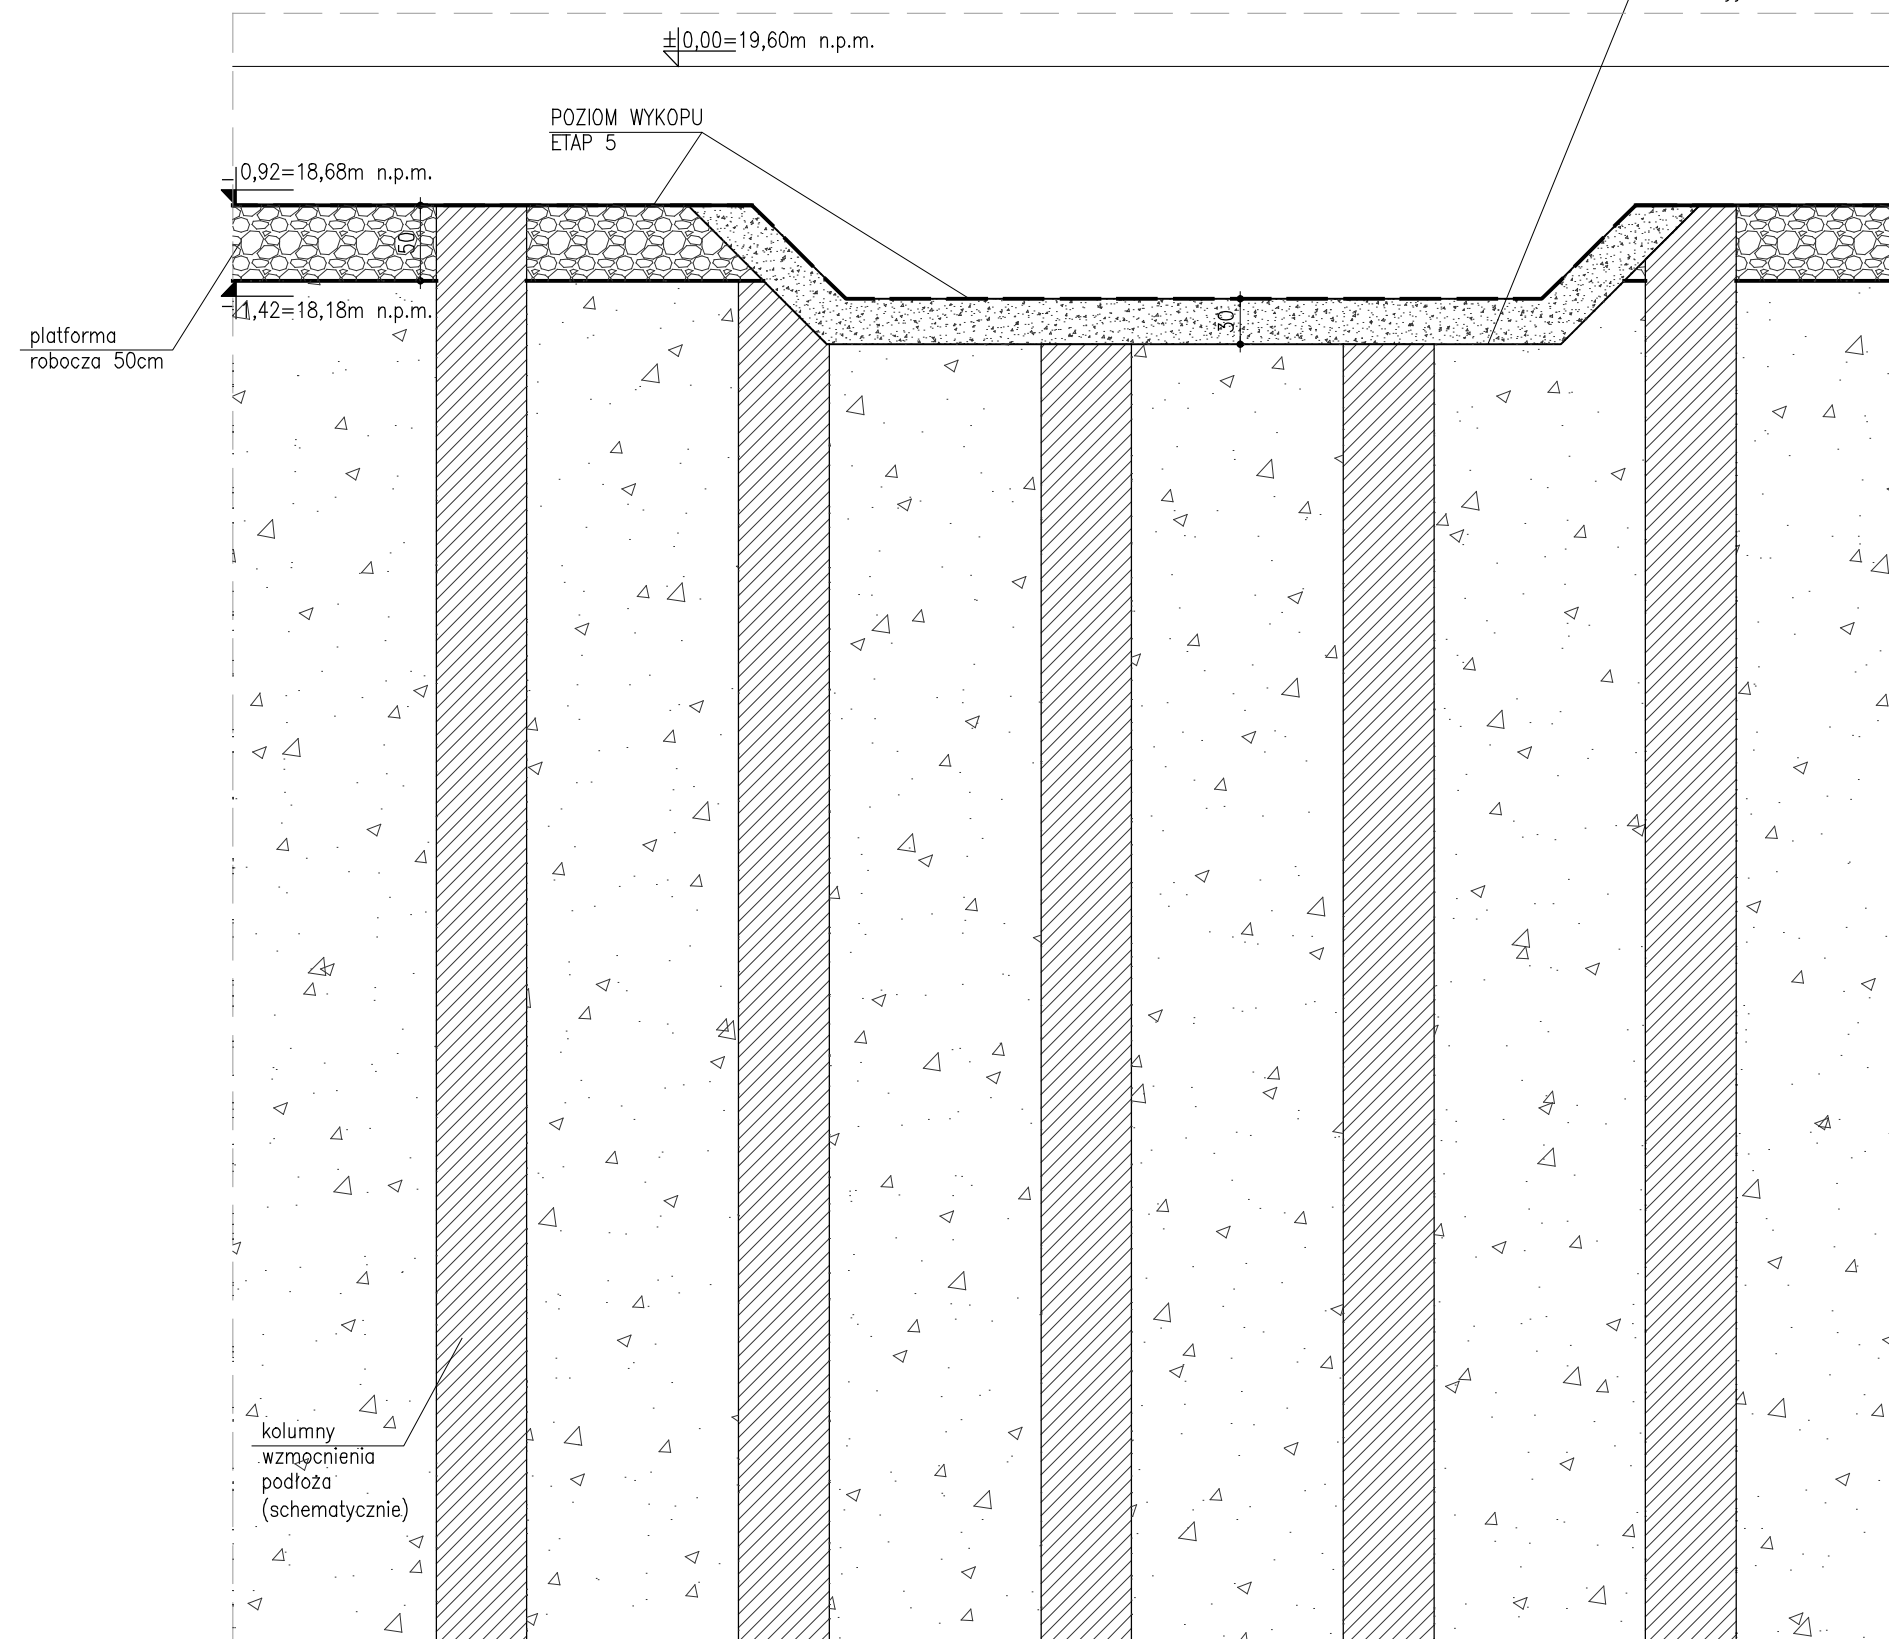 ±0,00=19,60m n.p.m.
POZIOM WYKOPU
ETAP 5
-0,92=18,68m n.p.m.
50
-1,42=18,18m n.p.m.
30
platforma
robocza 50cm
kolumny
wzmocnienia
podłoża
(schematycznie)